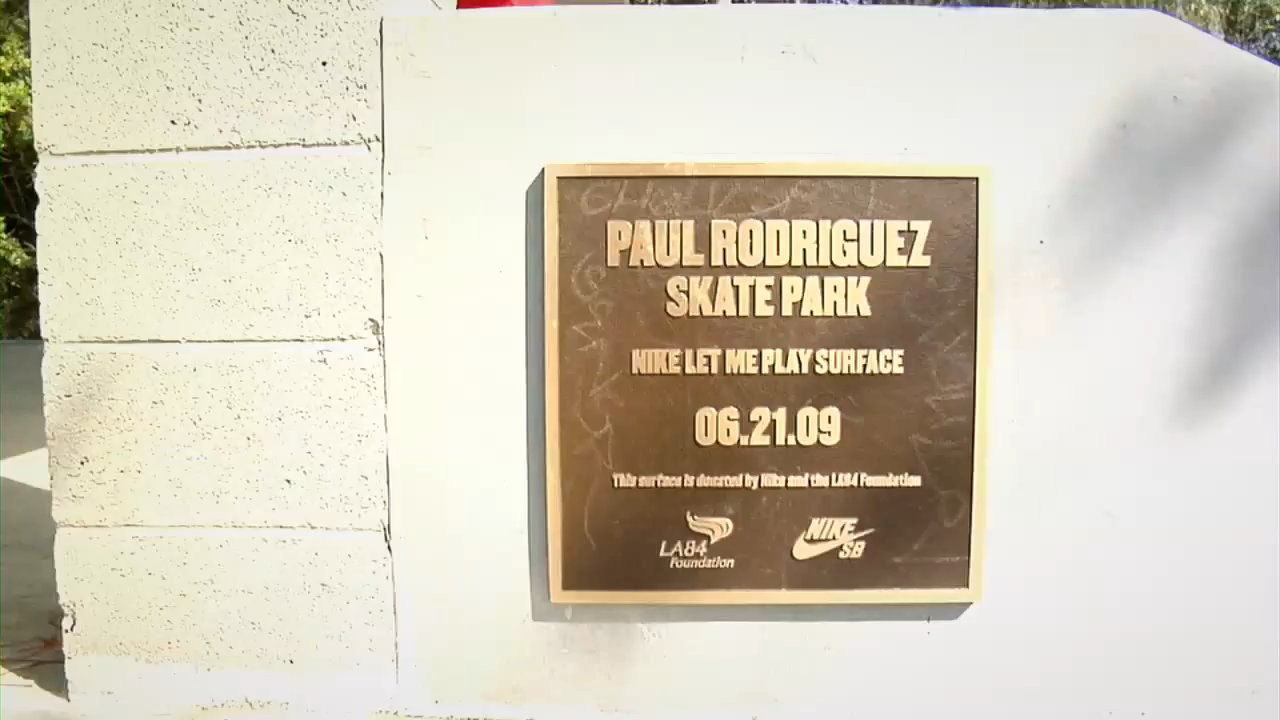 PAUL RODRIGUEZ
SKATE PARK
NIKE LET ME PLAY SURFACE
06.21.09
This surface is donated by Nike and the LA84 Foundation
LA84
Foundation
NIKE
SB